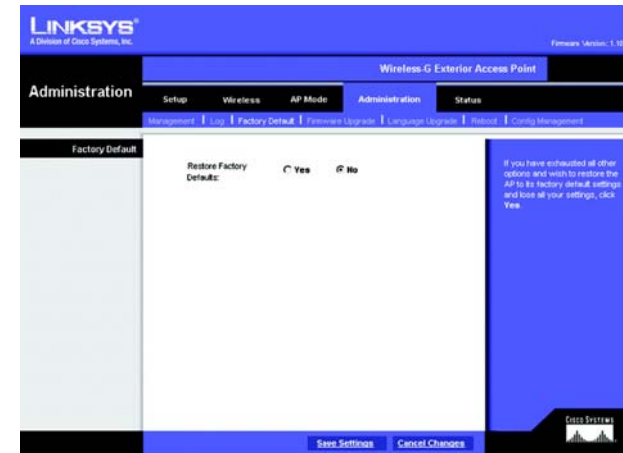 LINKSYS®
A Division of Cisco Systems, Inc.
Firmware Version: 1.10
Wireless-G Exterior Access Point
Administration
Setup Wireless AP Mode Administration Status
Management | Log | Factory Default | Firmware Upgrade | Language Upgrade | Reboot | Config Management
Factory Default
Restore Factory
Defaults:
Yes No
If you have exhausted all other
options and wish to restore the
AP to its factory default settings
and lose all your settings, click
Yes.
Save Settings Cancel Changes
CISCO SYSTEMS